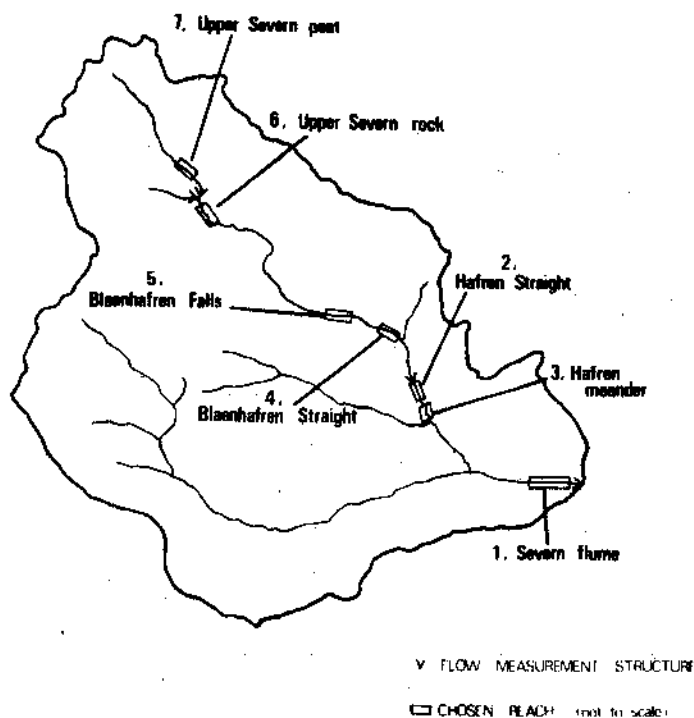 7. Upper Severn peat
6. Upper Severn rock
5.
Blaenhafren Falls
2.
Hafren Straight
3. Hafren
meander
4.
Blaenhafren Straight
1. Severn flume
V FLOW MEASUREMENT STRUCTURE
CHOSEN REACH (not to scale)